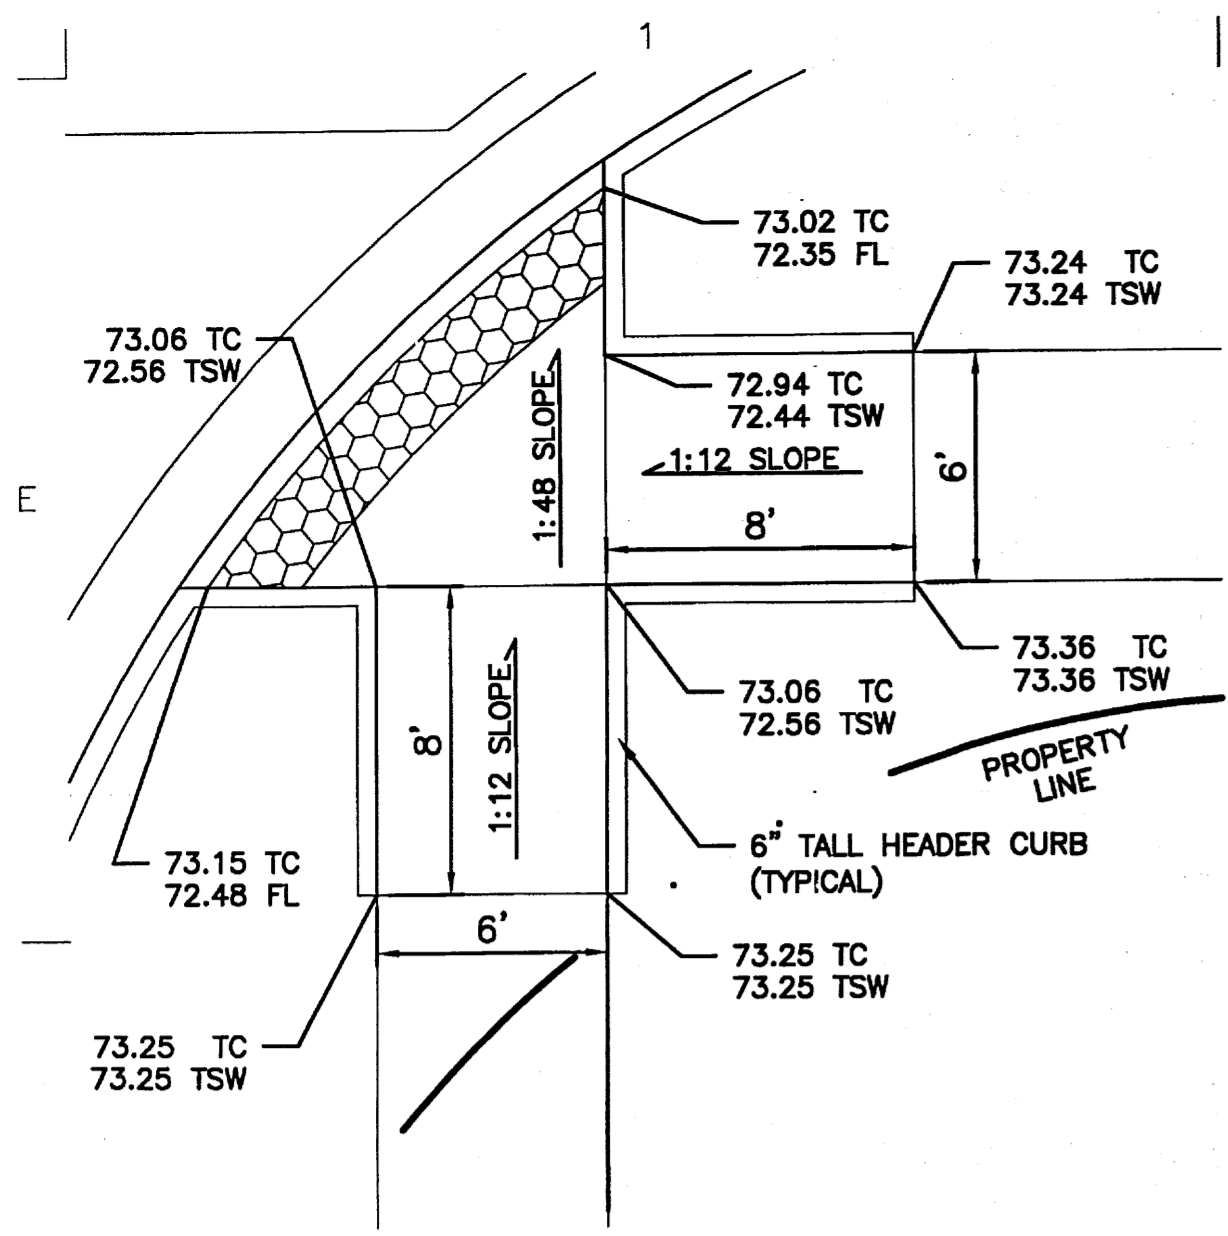 1
73.02 TC
72.35 FL
73.24 TC
73.24 TSW
73.06 TC
72.56 TSW
72.94 TC
72.44 TSW
1:48 SLOPE
1:12 SLOPE
6'
E
8'
73.36 TC
73.36 TSW
73.06 TC
72.56 TSW
1:12 SLOPE
8'
PROPERTY
LINE
6" TALL HEADER CURB
(TYPICAL)
73.15 TC
72.48 FL
6'
73.25 TC
73.25 TSW
73.25 TC
73.25 TSW